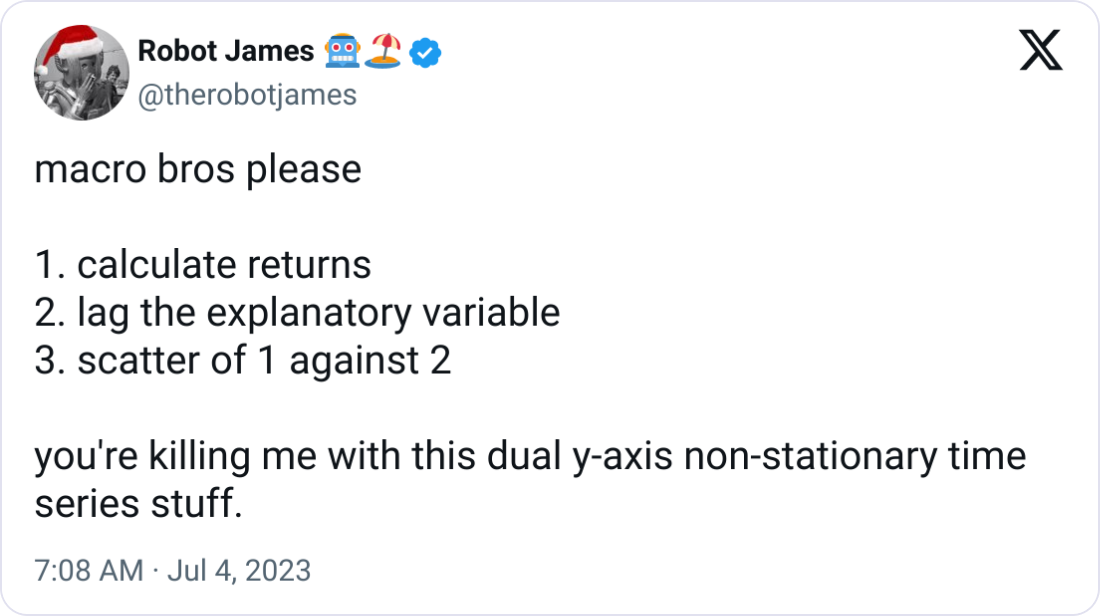 Robot James 🤖🏖️
@therobotjames
macro bros please
1. calculate returns
2. lag the explanatory variable
3. scatter of 1 against 2
you're killing me with this dual y-axis non-stationary time
series stuff.
7:08 AM · Jul 4, 2023